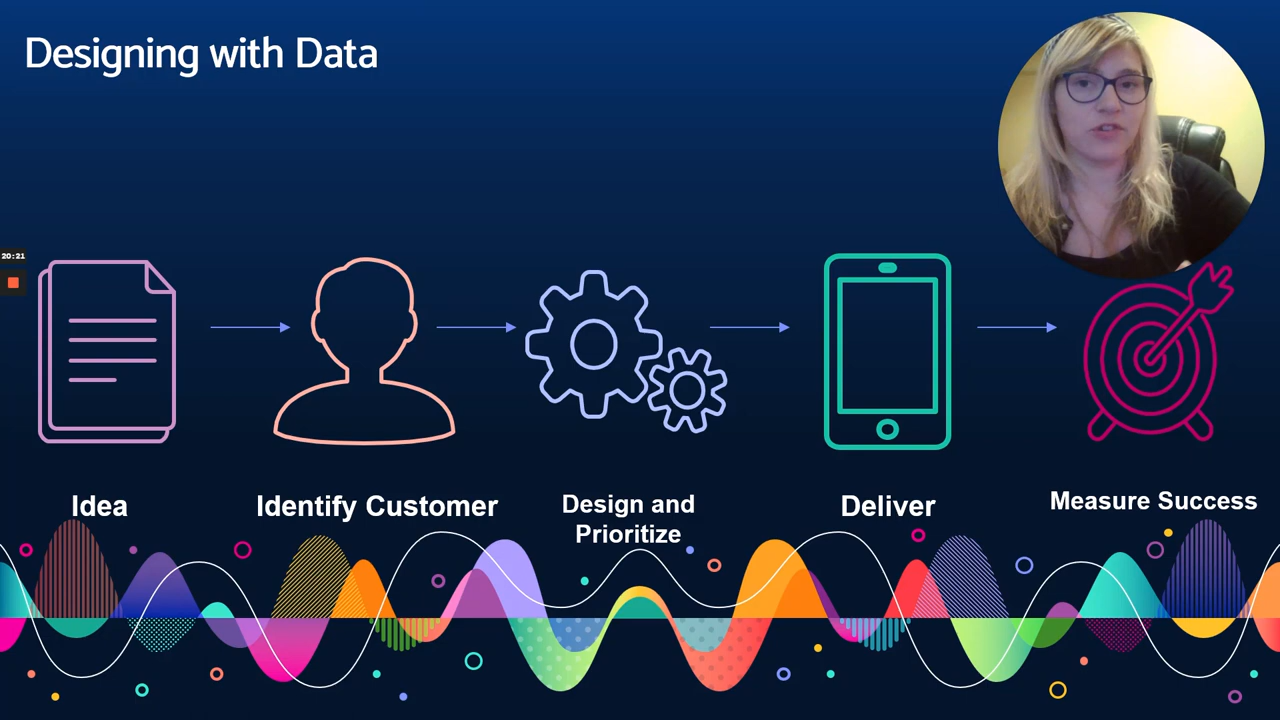 Designing with Data
20:21
Idea
Identify Customer
Design and
Prioritize
Deliver
Measure Success